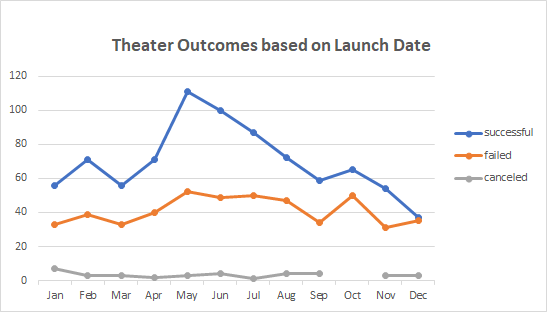 Theater Outcomes based on Launch Date
120
100
80
60
40
20
0
Jan Feb Mar Apr May Jun Jul Aug Sep Oct Nov Dec
successful
failed
canceled